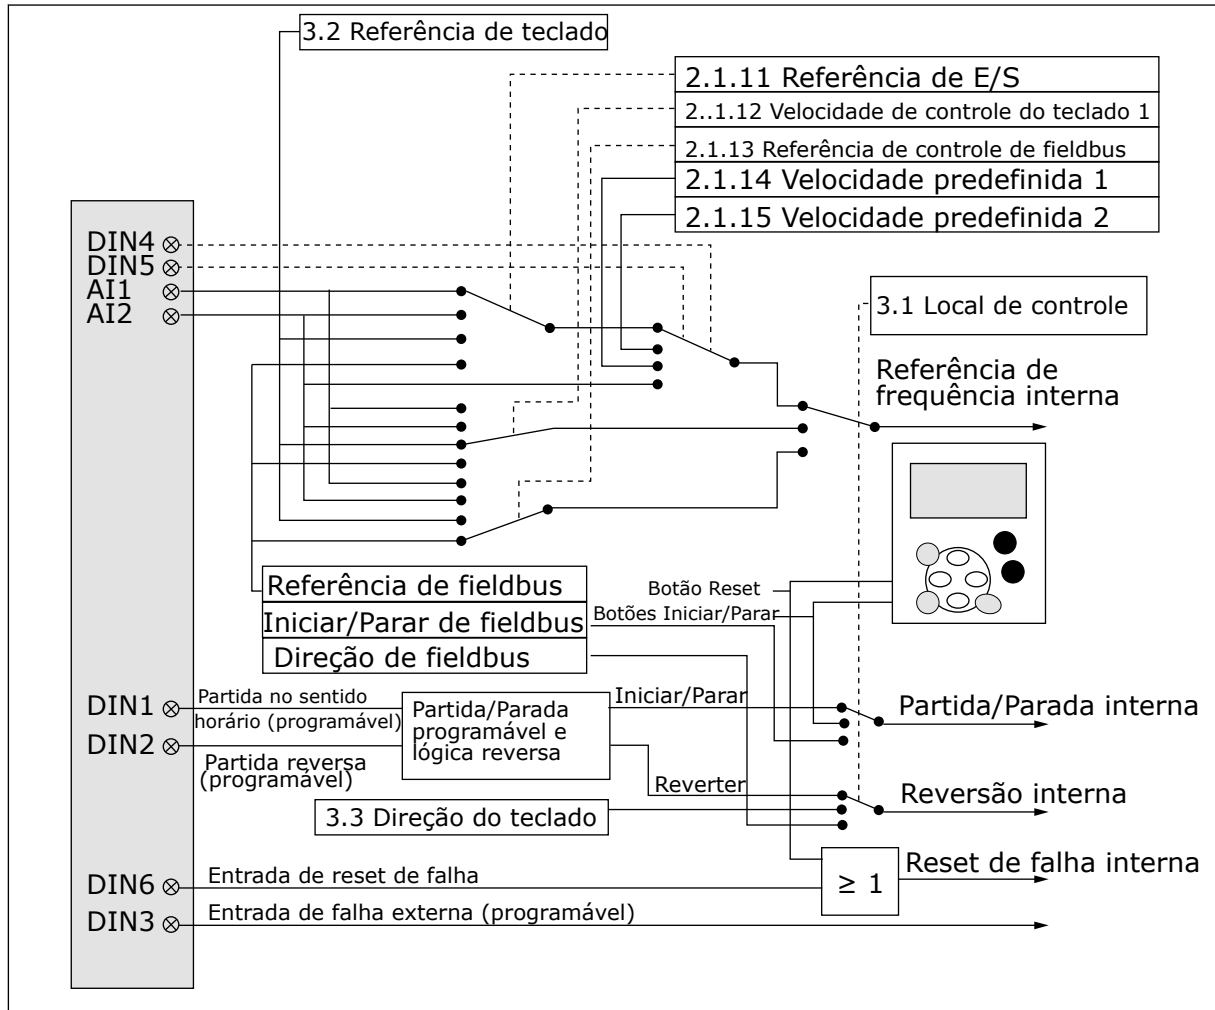 3.2 Referência de teclado
2.1.11 Referência de E/S
2..1.12 Velocidade de controle do teclado 1
2.1.13 Referência de controle de fieldbus
2.1.14 Velocidade predefinida 1
2.1.15 Velocidade predefinida 2
DIN4
DIN5
AI1
AI2
3.1 Local de controle
Referência de
frequência interna
Referência de fieldbus
Iniciar/Parar de fieldbus
Direção de fieldbus
Botão Reset
Botões Iniciar/Parar
DIN1
Partida no sentido
horário (programável)
DIN2
Partida reversa
(programável)
Partida/Parada
programável e
lógica reversa
Iniciar/Parar
Partida/Parada interna
Reverter
Reversão interna
3.3 Direção do teclado
DIN6
Entrada de reset de falha
≥ 1
Reset de falha interna
DIN3
Entrada de falha externa (programável)